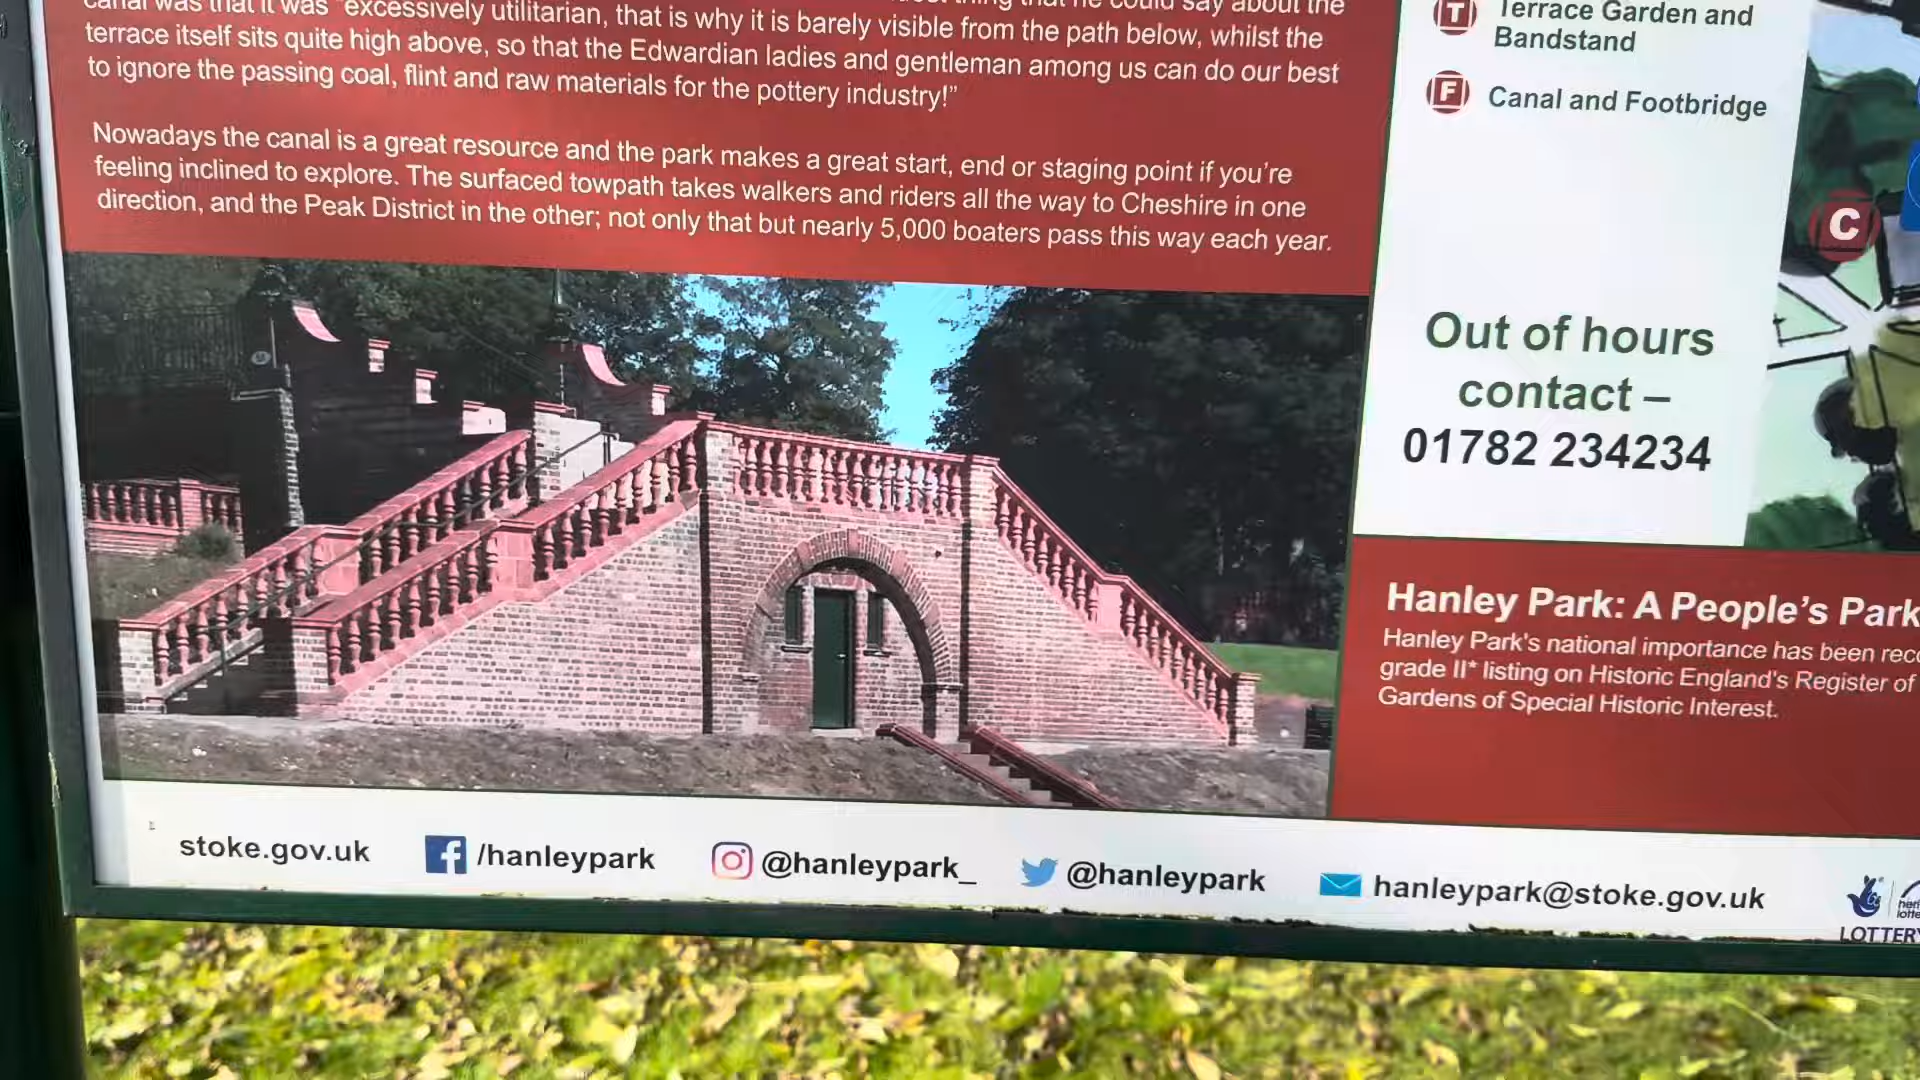 canal was that it was "excessively utilitarian, that is why it is barely visible from the path below, whilst the
terrace itself sits quite high above, so that the Edwardian ladies and gentleman among us can do our best
to ignore the passing coal, flint and raw materials for the pottery industry!”
Nowadays the canal is a great resource and the park makes a great start, end or staging point if you're
feeling inclined to explore. The surfaced towpath takes walkers and riders all the way to Cheshire in one
direction, and the Peak District in the other; not only that but nearly 5,000 boaters pass this way each year.
T Terrace Garden and
Bandstand
F Canal and Footbridge
C
Out of hours
contact –
01782 234234
Hanley Park: A People's Park
Hanley Park's national importance has been
grade II* listing on Historic England's Register of
Gardens of Special Historic Interest.
stoke.gov.uk
/hanleypark
@hanleypark_
@hanleypark
hanleypark@stoke.gov.uk
LOTTERY